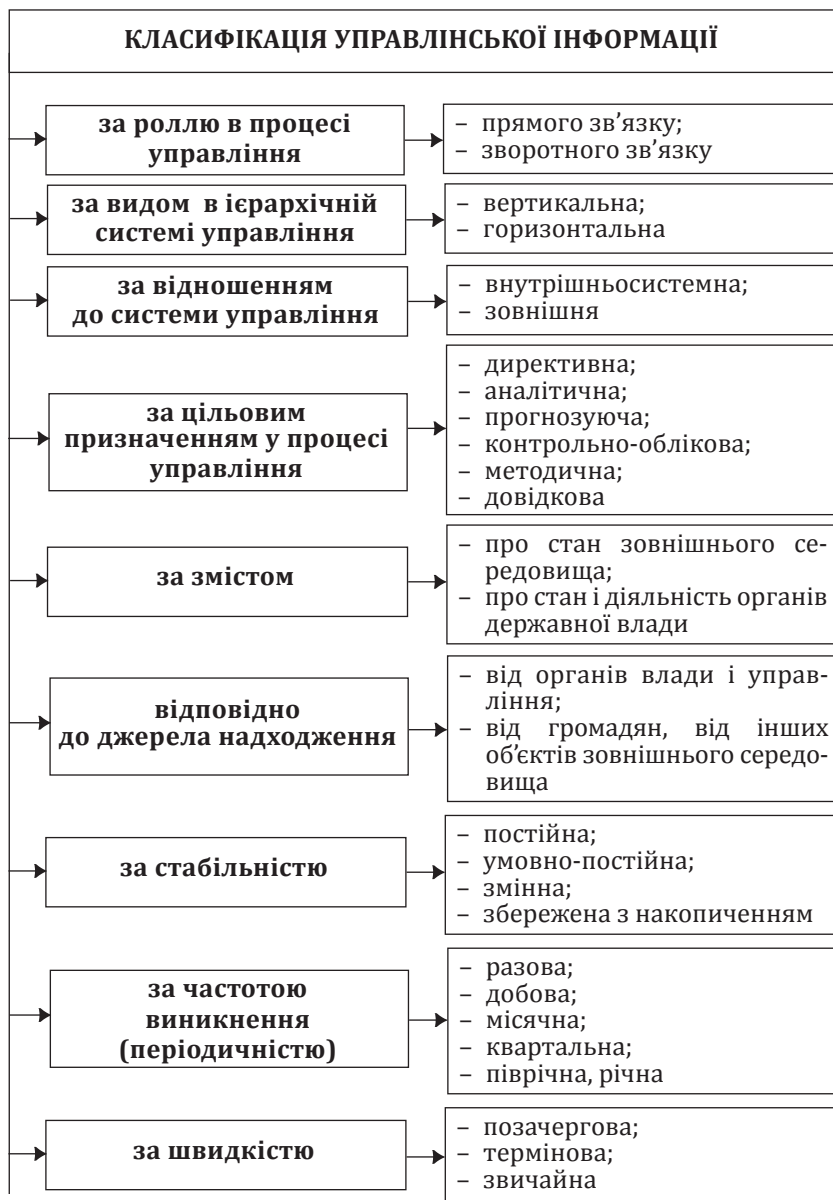 КЛАСИФІКАЦІЯ УПРАВЛІНСЬКОЇ ІНФОРМАЦІЇ
за роллю в процесі
управління
– прямого зв'язку;
– зворотного зв'язку
за видом в ієрархічній
системі управління
– вертикальна;
– горизонтальна
за відношенням
до системи управління
– внутрішньосистемна;
– зовнішня
за цільовим
призначенням у процесі
управління
– директивна;
– аналітична;
– прогнозуюча;
– контрольно-облікова;
– методична;
– довідкова
за змістом
– про стан зовнішнього се-
редовища;
– про стан і діяльність органів
державної влади
відповідно
до джерела надходження
– від органів влади і управ-
ління;
– від громадян, від інших
об'єктів зовнішнього середо-
вища
за стабільністю
– постійна;
– умовно-постійна;
– змінна;
– збережена з накопиченням
за частотою
виникнення
(періодичністю)
– разова;
– добова;
– місячна;
– квартальна;
– піврічна, річна
за швидкістю
– позачергова;
– термінова;
– звичайна